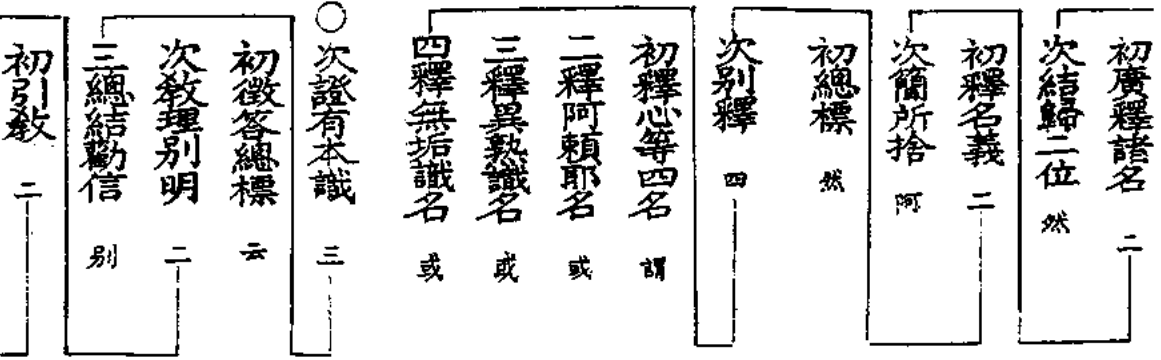 初廣釋諸名 二
次結歸二位 然
初釋名義 二
次簡所捨 阿
初總標 然
次別釋 四
初釋心等四名 謂
二釋阿賴耶名 或
三釋異熟識名 或
四釋無垢識名 或
○次證有本識 三
初徵答總標 云
次教理別明 二
三總結勸信 別
初引教 二